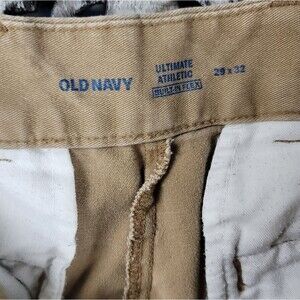 OLD NAVY
ULTIMATE
ATHLETIC
BUILT-IN FLEX
29 x 32